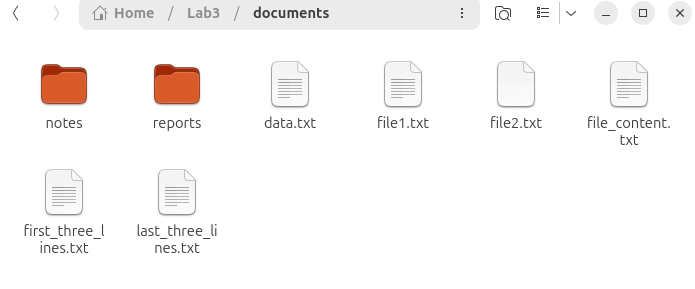 Home / Lab3 / documents
notes
reports
data.txt
file1.txt
file2.txt
file_content.
txt
first_three_l
ines.txt
last_three_li
nes.txt